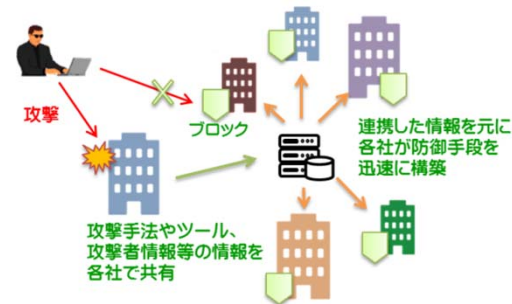 攻撃
ブロック
連携した情報を元に
各社が防御手段を
迅速に構築
攻撃手法やツール、
攻撃者情報等の情報を
各社で共有